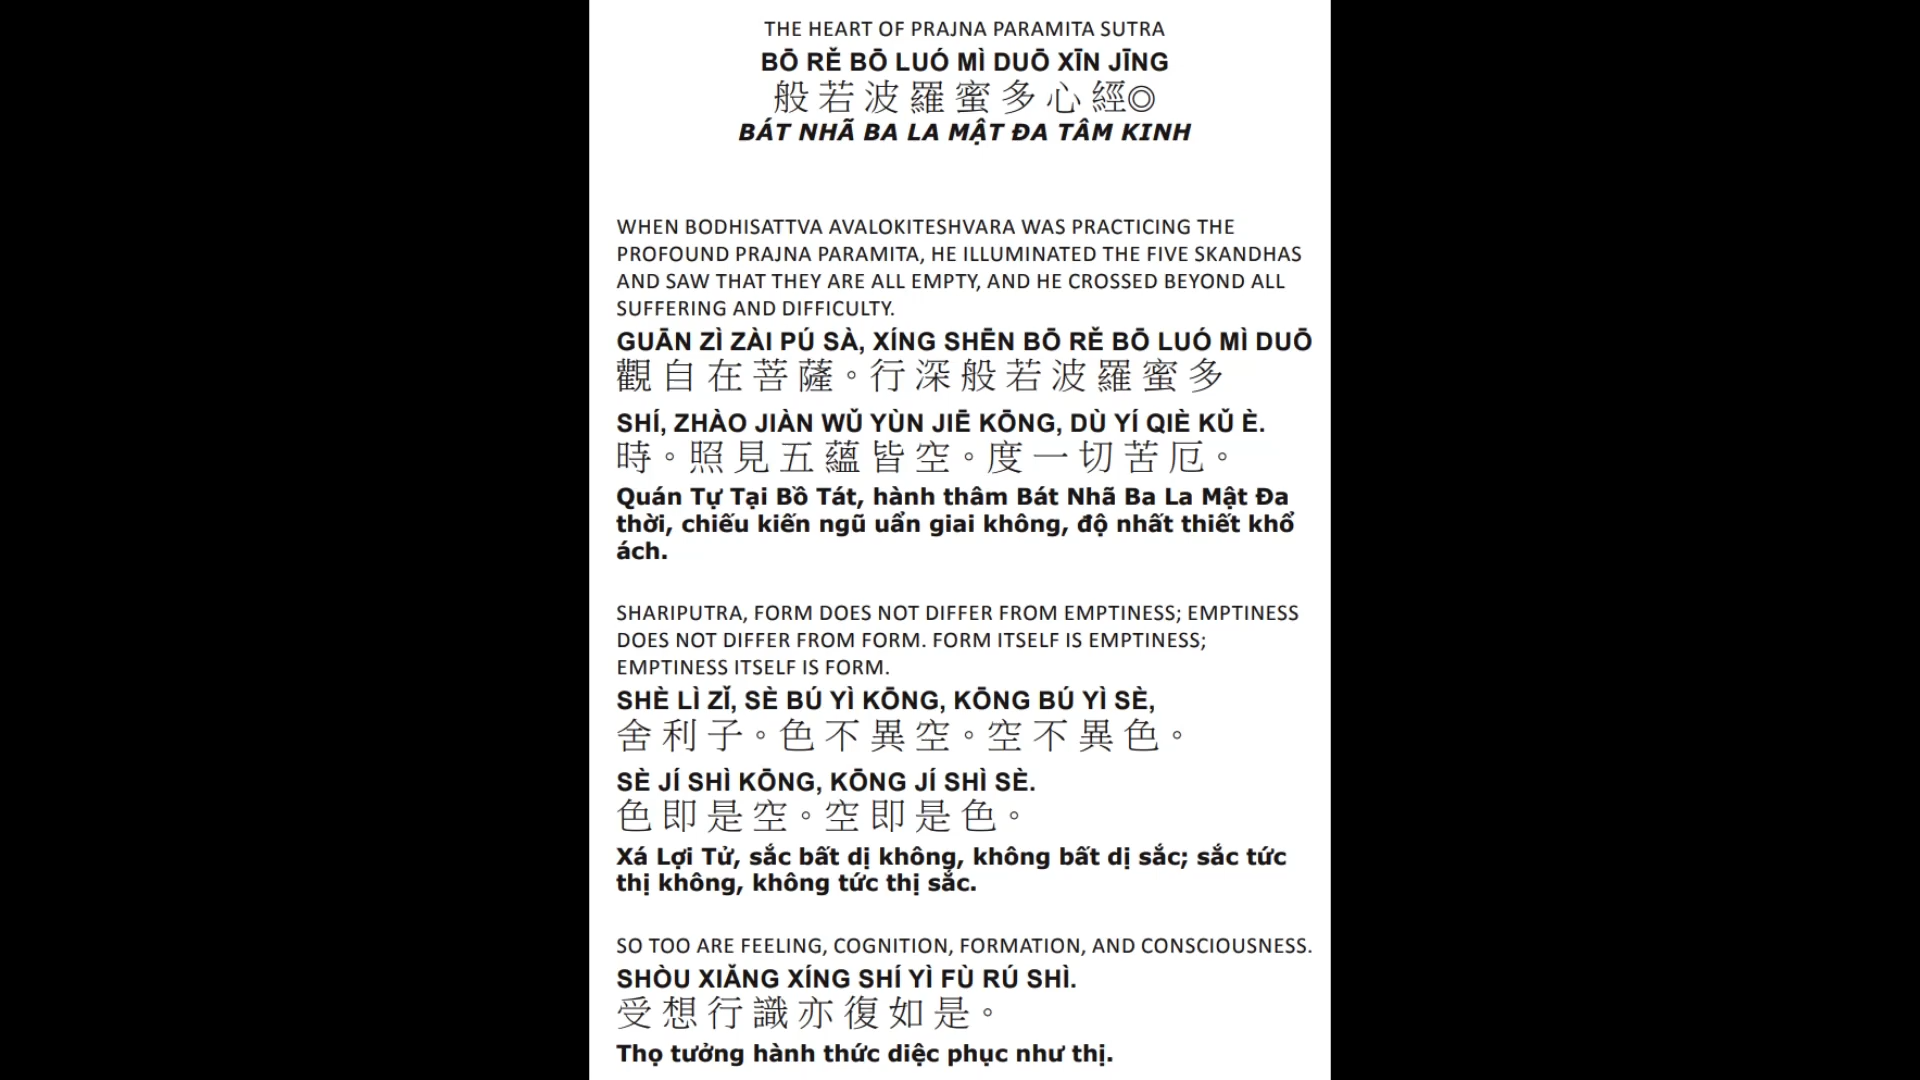 THE HEART OF PRAJNA PARAMITA SUTRA
BŌ RĚ BŌ LUÓ MÌ DUŌ XĪN JĪNG
般若波羅蜜多心經◎
BÁT NHÃ BA LA MẬT ĐA TÂM KINH
WHEN BODHISATTVA AVALOKITESHVARA WAS PRACTICING THE
PROFOUND PRAJNA PARAMITA, HE ILLUMINATED THE FIVE SKANDHAS
AND SAW THAT THEY ARE ALL EMPTY, AND HE CROSSED BEYOND ALL
SUFFERING AND DIFFICULTY.
GUĀN ZÌ ZÀI PÚ SÀ, XÍNG SHĒN BŌ RĚ BŌ LUÓ MÌ DUŌ
觀自在菩薩。行深般若波羅蜜多
SHÍ, ZHÀO JIÀN WǓ YÙN JIĒ KŌNG, DÙ YÍ QIÈ KǓ È.
時。照見五蘊皆空。度一切苦厄。
Quán Tự Tại Bồ Tát, hành thâm Bát Nhã Ba La Mật Đa
thời, chiếu kiến ngũ uẩn giai không, độ nhất thiết khổ
ách.
SHARIPUTRA, FORM DOES NOT DIFFER FROM EMPTINESS; EMPTINESS
DOES NOT DIFFER FROM FORM. FORM ITSELF IS EMPTINESS;
EMPTINESS ITSELF IS FORM.
SHÈ LÌ ZǏ, SÈ BÚ YÌ KŌNG, KŌNG BÚ YÌ SÈ,
舍利子。色不異空。空不異色。
SÈ JÍ SHÌ KŌNG, KŌNG JÍ SHÌ SÈ.
色即是空。空即是色。
Xá Lợi Tử, sắc bất dị không, không bất dị sắc; sắc tức
thị không, không tức thị sắc.
SO TOO ARE FEELING, COGNITION, FORMATION, AND CONSCIOUSNESS.
SHÒU XIǍNG XÍNG SHÍ YÌ FÙ RÚ SHÌ.
受想行識亦復如是。
Thọ tưởng hành thức diệc phục như thị.